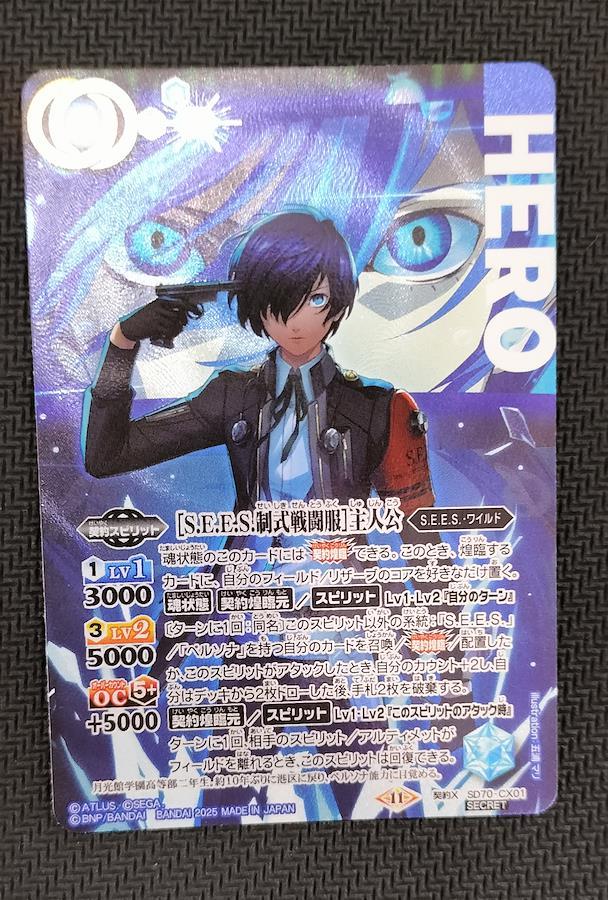 HERO
契約スピリット
[S.E.E.S.制式戦闘服]主人公
S.E.E.S.・ワイルド
魂状態のこのカードには 契約煌臨 できる。このとき、煌臨する
カードに、自分のフィールド/リザーブのコアを好きなだけ置く。
1 LV1
3000
魂状態 契約煌臨元 / スピリット Lv1・Lv2『自分のターン』
[ターンに1回:同名]このスピリット以外の系統:「S.E.E.S.」
3 LV2
5000
/「ペルソナ」を持つ自分のカードを召喚/ 契約煌臨 /配置した
か、このスピリットがアタックしたとき、自分のカウント+2し、自
分はデッキから2枚ドローした後、手札2枚を破棄する。
オーバーカウント
OC 5+
+5000
契約煌臨元 / スピリット Lv1・Lv2『このスピリットのアタック時』
ターンに1回、相手のスピリット/アルティメットが
フィールドを離れるとき、このスピリットは回復できる。
月光館学園高等部二年生。約10年ぶりに港区に戻り、ペルソナ能力に目覚める。
Illustration 五浦マリ
©ATLUS. ©SEGA.
©BNP/BANDAI BANDAI 2025 MADE IN JAPAN
11
契約X SD70-CX01
SECRET